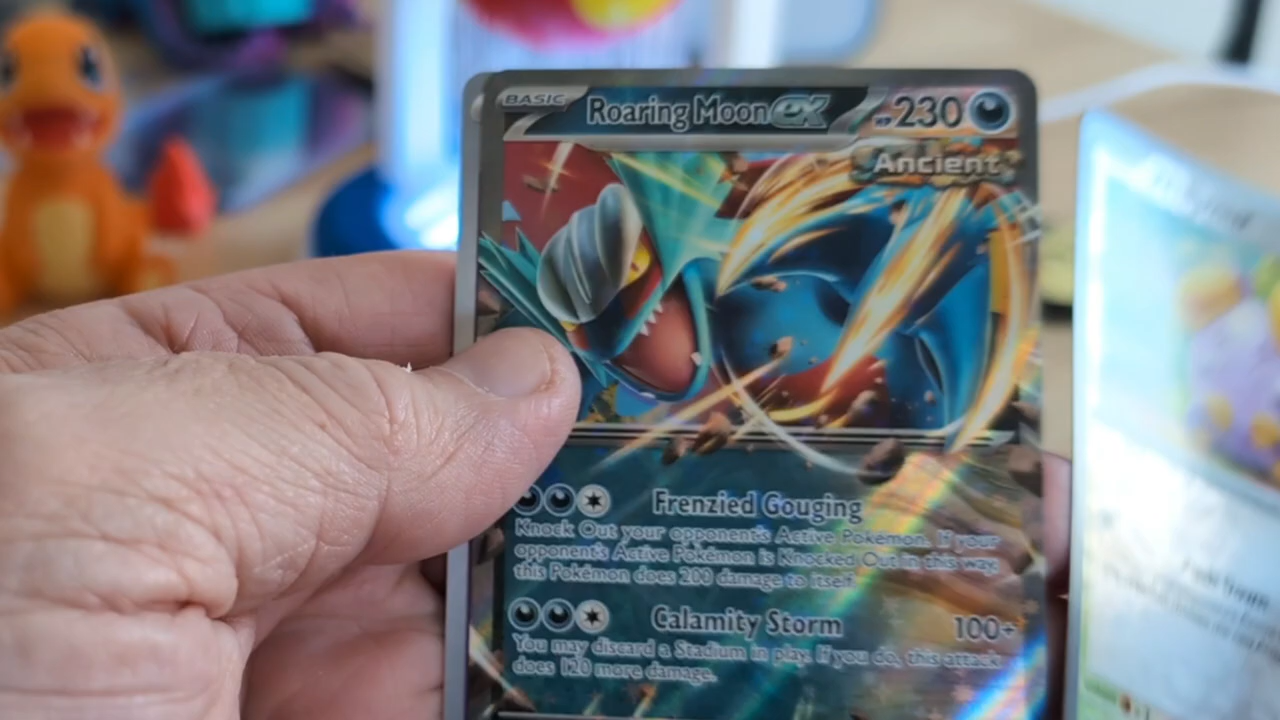 BASIC Roaring Moon ex HP 230
Ancient
Frenzied Gouging
Knock Out your opponent's Active Pokémon. If your
opponent's Active Pokémon is Knocked Out in this way,
this Pokémon does 200 damage to itself.
Calamity Storm 100+
You may discard a Stadium in play. If you do, this attack
does 120 more damage.